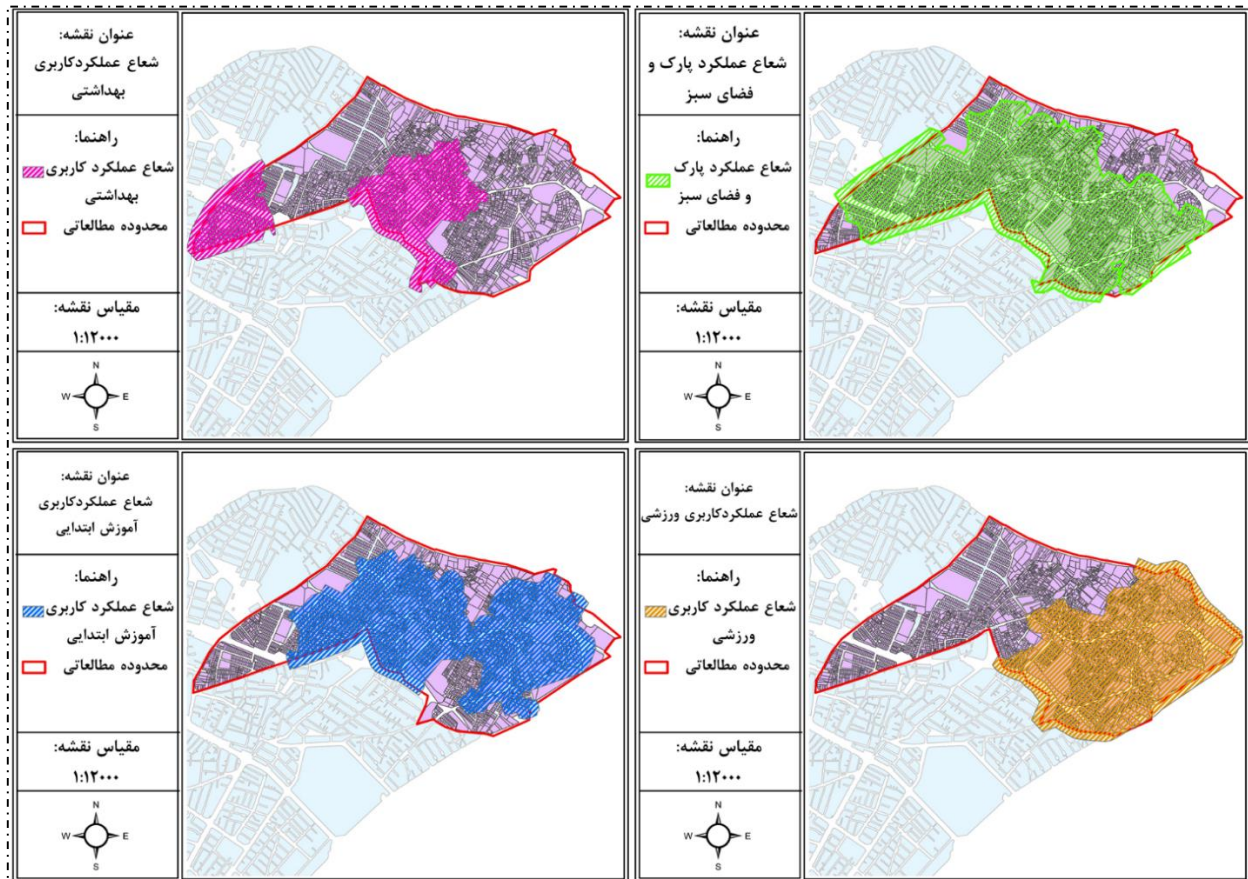 عنوان نقشه:
شعاع عملکرد پارک و
فضای سبز
راهنما:
شعاع عملکرد پارک
و فضای سبز
محدوده مطالعاتی
مقیاس نقشه:
۱:۱۲۰۰۰
N
W E
S
عنوان نقشه:
شعاع عملکردکاربری
بهداشتی
راهنما:
شعاع عملکرد کاربری
بهداشتی
محدوده مطالعاتی
مقیاس نقشه:
۱:۱۲۰۰۰
N
W E
S
عنوان نقشه:
شعاع عملکردکاربری ورزشی
راهنما:
شعاع عملکرد کاربری
ورزشی
محدوده مطالعاتی
مقیاس نقشه:
۱:۱۲۰۰۰
N
W E
S
عنوان نقشه:
شعاع عملکردکاربری
آموزش ابتدایی
راهنما:
شعاع عملکرد کاربری
آموزش ابتدایی
محدوده مطالعاتی
مقیاس نقشه:
۱:۱۲۰۰۰
N
W E
S